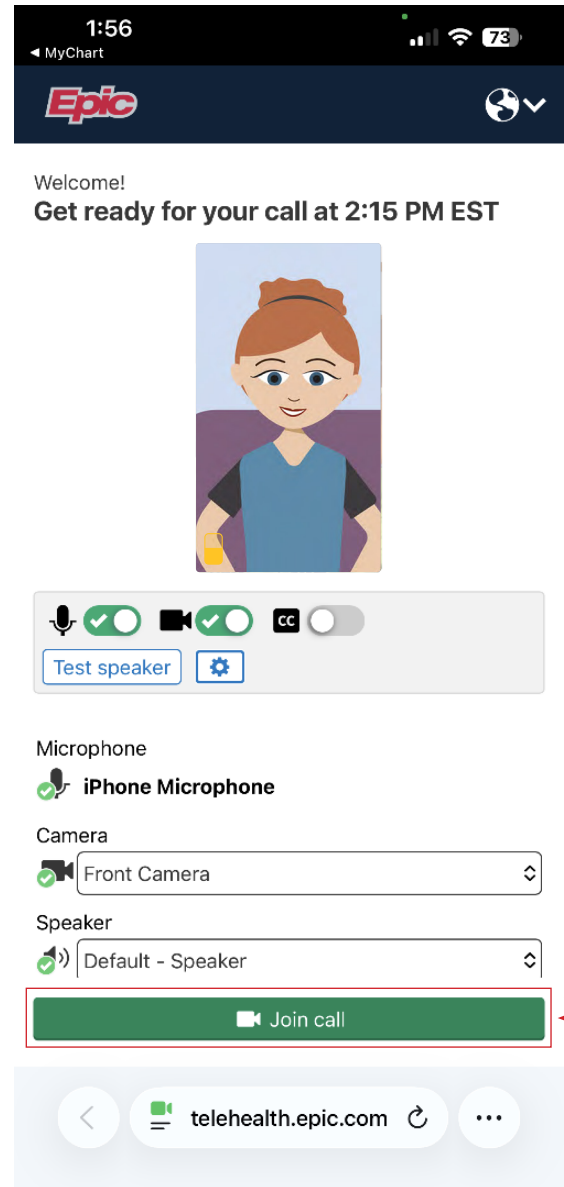 1:56
73
MyChart
Epic
Welcome!
Get ready for your call at 2:15 PM EST
CC
Test speaker
Microphone
iPhone Microphone
Camera
Front Camera
Speaker
Default - Speaker
Join call
telehealth.epic.com